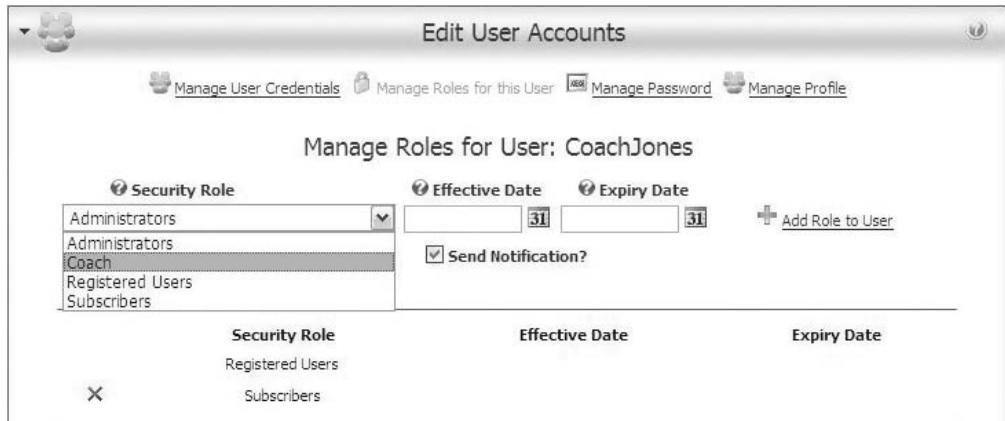 Edit User Accounts
Manage User Credentials Manage Roles for this User Manage Password Manage Profile
Manage Roles for User: CoachJones
Security Role Effective Date Expiry Date
Administrators 31 31 Add Role to User
Administrators
Coach Send Notification?
Registered Users
Subscribers
Security Role Effective Date Expiry Date
Registered Users
Subscribers